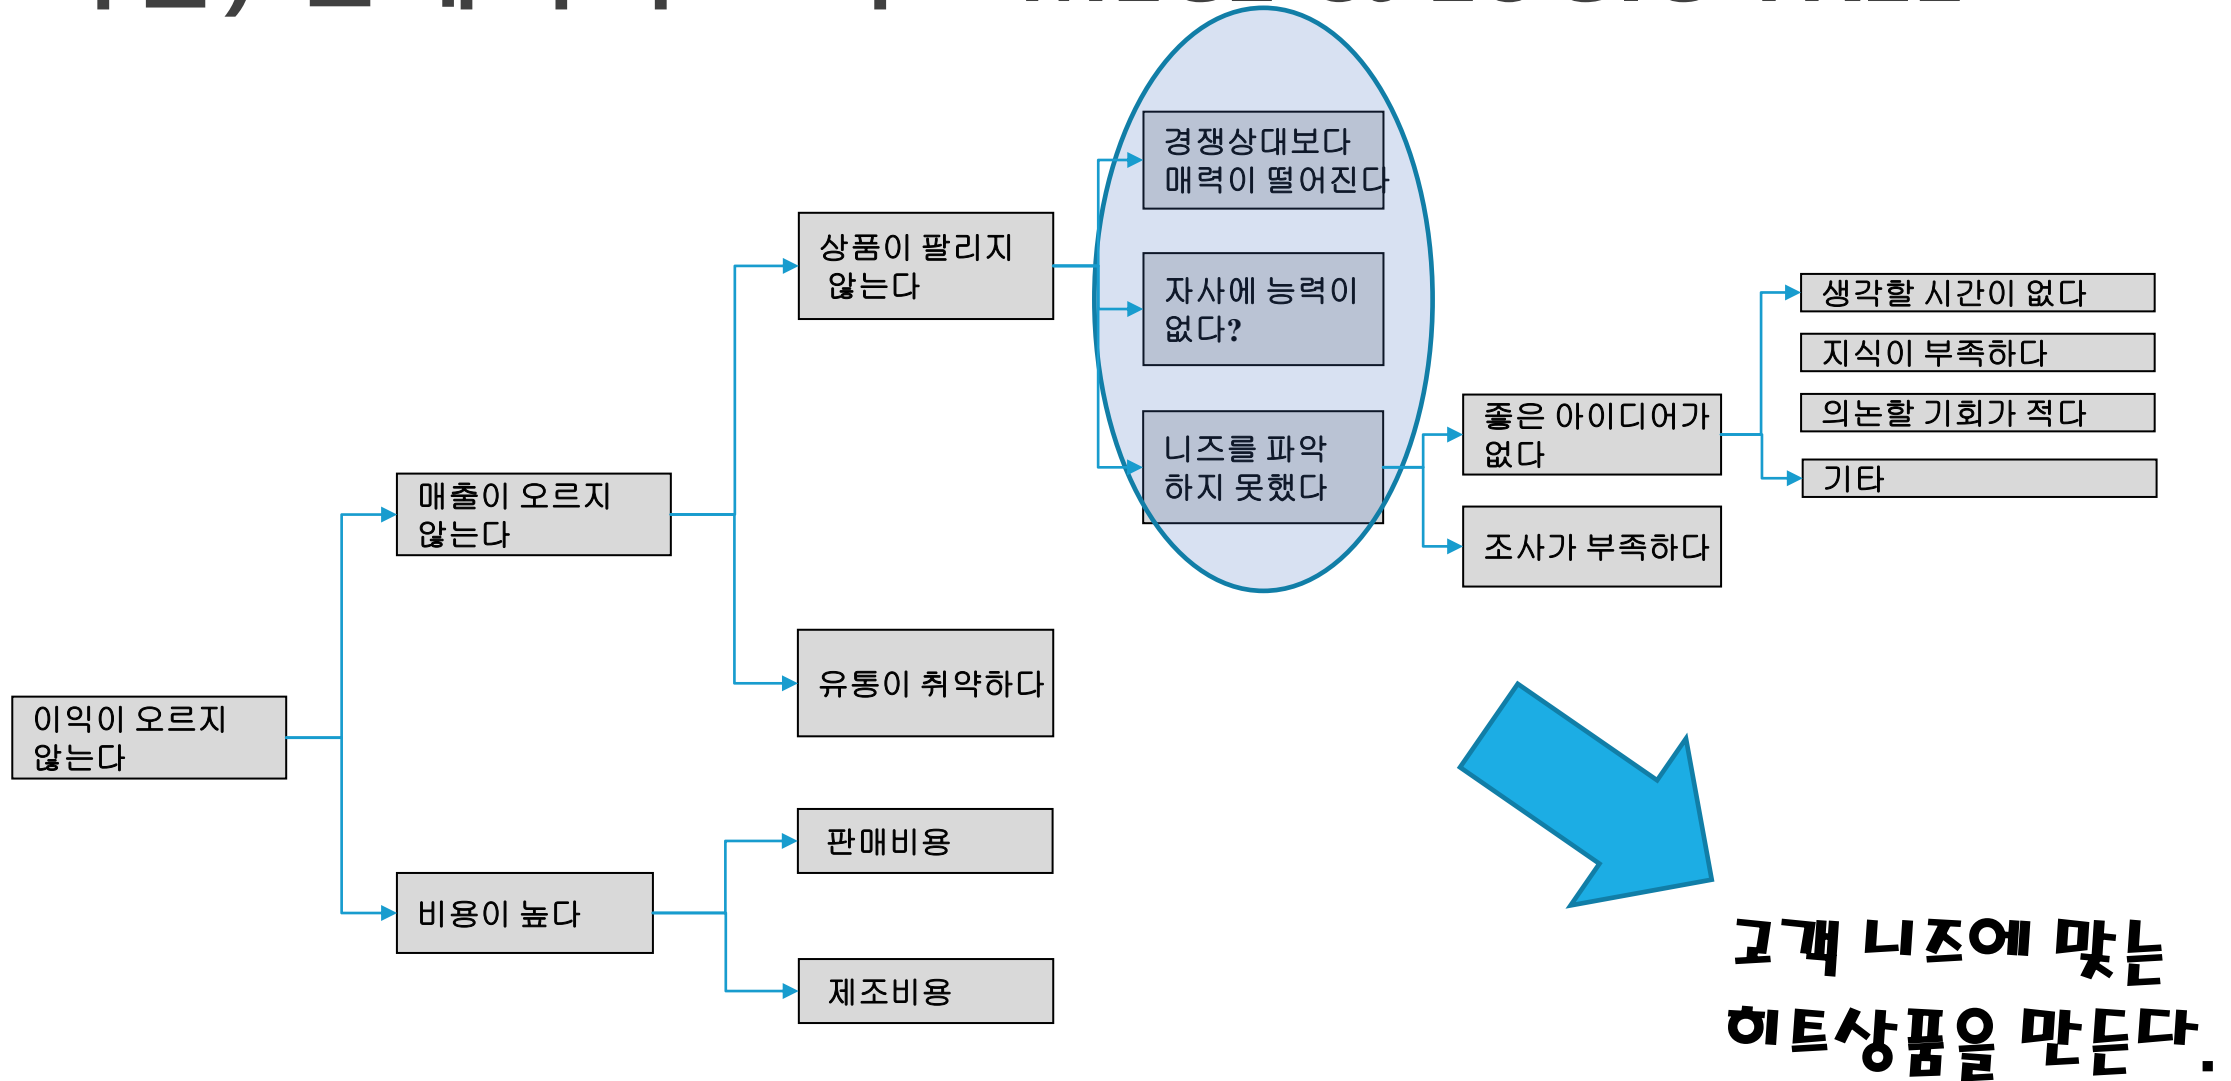 경쟁상대보다
매력이 떨어진다
상품이 팔리지
않는다
자사에 능력이
없다?
니즈를 파악
하지 못했다
생각할 시간이 없다
지식이 부족하다
의논할 기회가 적다
기타
좋은 아이디어가
없다
조사가 부족하다
매출이 오르지
않는다
유통이 취약하다
이익이 오르지
않는다
판매비용
비용이 높다
제조비용
고객 니즈에 맞는
히트상품을 만든다.